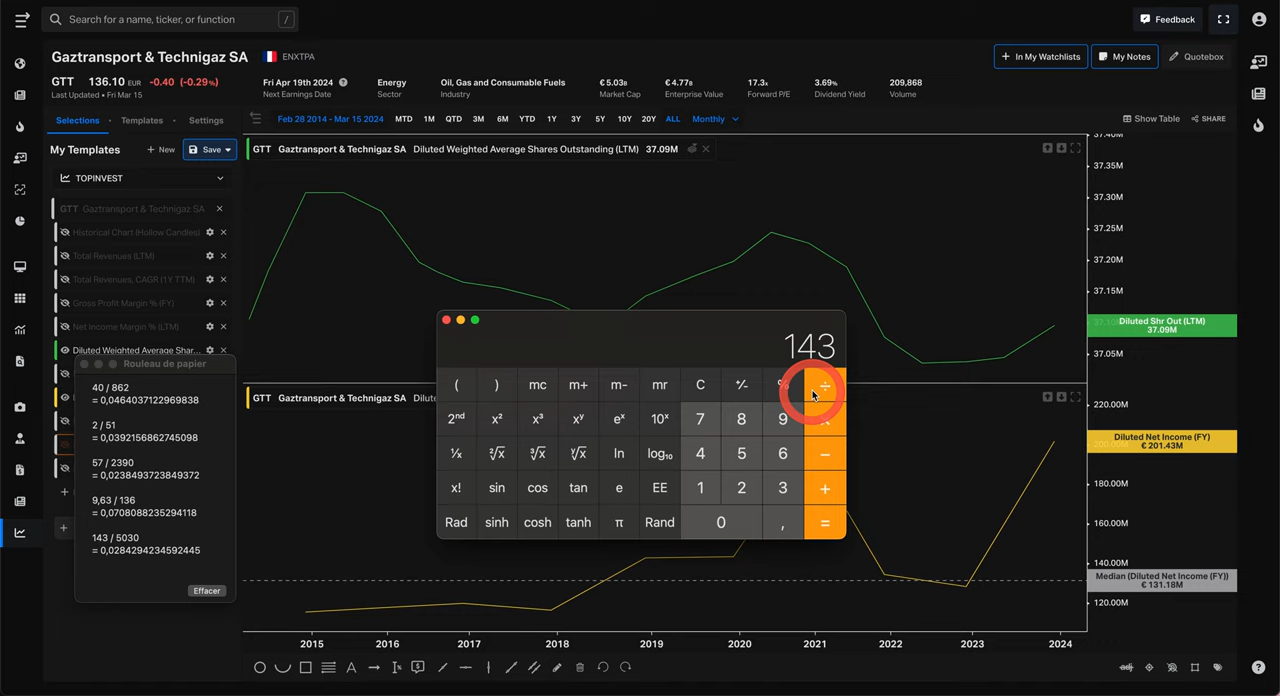 Search for a name, ticker, or function /
Feedback
Gaztransport & Technigaz SA ENXTPA
In My Watchlists My Notes Quotebox
GTT 136.10 EUR -0.40 (-0.29%)
Last Updated • Fri Mar 15
Fri Apr 19th 2024
Next Earnings Date
Energy
Sector
Oil, Gas and Consumable Fuels
Industry
€ 5.03B
Market Cap
€ 4.77B
Enterprise Value
17.3x
Forward P/E
3.69%
Dividend Yield
209,868
Volume
Selections Templates Settings
Feb 28 2014 - Mar 15 2024 MTD 1M QTD 3M 6M YTD 1Y 3Y 5Y 10Y 20Y ALL Monthly
Show Table SHARE
My Templates + New Save
TOPINVEST
GTT Gaztransport & Technigaz SA
Historical Chart (Hollow Candles)
Total Revenues (LTM)
Total Revenues, CAGR (1Y TTM)
Gross Profit Margin % (FY)
Net Income Margin % (LTM)
Diluted Weighted Average Shar...
Rouleau de papier
40 / 862
= 0,0464037122969838
2 / 51
= 0,0392156862745098
57 / 2390
= 0,0238493723849372
9,63 / 136
= 0,0708088235294118
143 / 5030
= 0,0284294234592445
Effacer
GTT Gaztransport & Technigaz SA Diluted Weighted Average Shares Outstanding (LTM) 37.09M
37.40M
37.35M
37.30M
37.25M
37.20M
37.15M
Diluted Shr Out (LTM)
37.09M
37.05M
143
( ) mc m+ m- mr C +/- % ÷
2nd x² x³ xʸ eˣ 10ˣ 7 8 9 ×
¹/x ²√x ³√x ʸ√x ln log₁₀ 4 5 6 −
x! sin cos tan e EE 1 2 3 +
Rad sinh cosh tanh π Rand 0 , =
GTT Gaztransport & Technigaz SA
220.00M
Diluted Net Income (FY)
€ 201.43M
180.00M
160.00M
140.00M
Median (Diluted Net Income (FY))
€ 131.18M
120.00M
2015 2016 2017 2018 2019 2020 2021 2022 2023 2024
adj